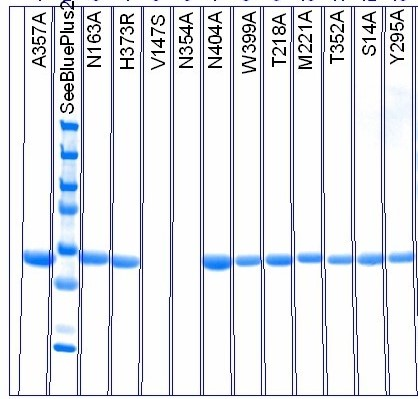 A357A
SeeBluePlus2
N163A
H373R
V147S
N354A
N404A
W399A
T218A
M221A
T352A
S14A
Y295A